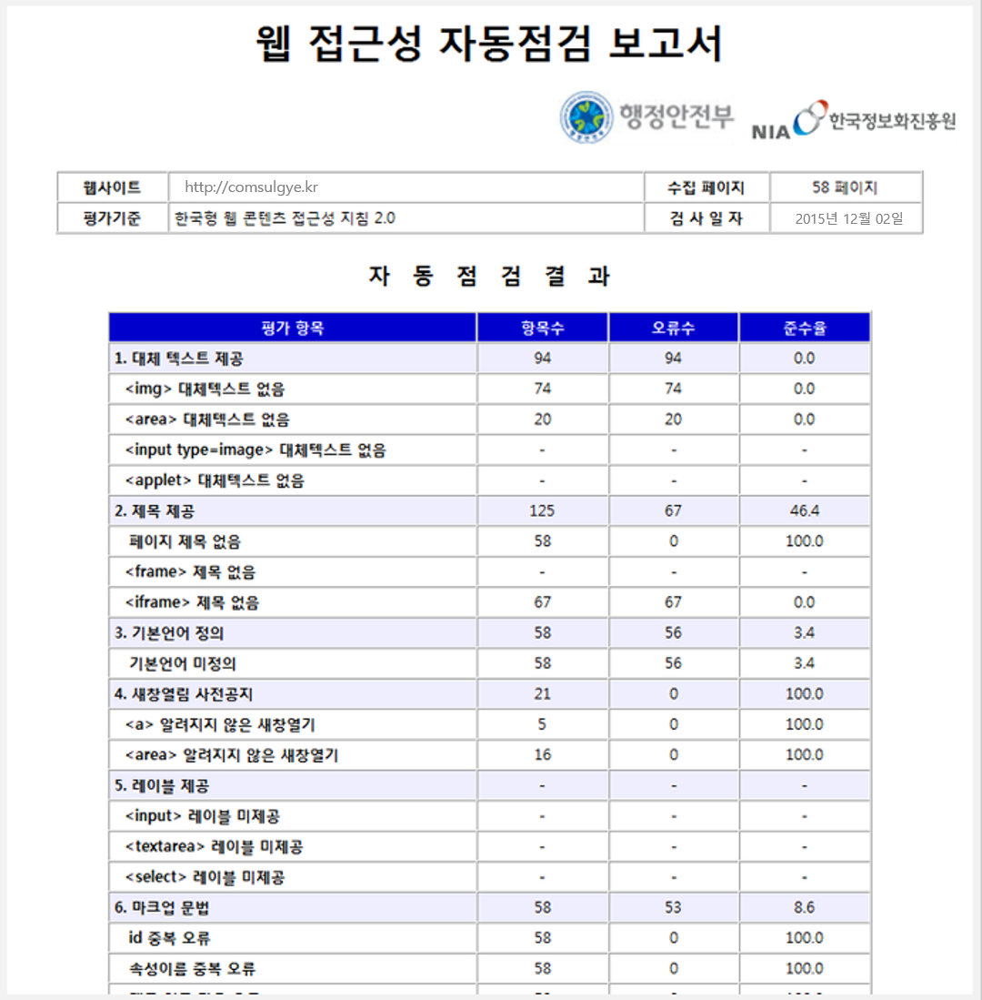 웹 접근성 자동점검 보고서
행정안전부 NIA 한국정보화진흥원
웹사이트 http://comsulgye.kr 수집 페이지 58 페이지
평가기준 한국형 웹 콘텐츠 접근성 지침 2.0 검 사 일 자 2015년 12월 02일
자 동 점 검 결 과
평가 항목 항목수 오류수 준수율
1. 대체 텍스트 제공 94 94 0.0
<img> 대체텍스트 없음 74 74 0.0
<area> 대체텍스트 없음 20 20 0.0
<input type=image> 대체텍스트 없음 - - -
<applet> 대체텍스트 없음 - - -
2. 제목 제공 125 67 46.4
페이지 제목 없음 58 0 100.0
<frame> 제목 없음 - - -
<iframe> 제목 없음 67 67 0.0
3. 기본언어 정의 58 56 3.4
기본언어 미정의 58 56 3.4
4. 새창열림 사전공지 21 0 100.0
<a> 알려지지 않은 새창열기 5 0 100.0
<area> 알려지지 않은 새창열기 16 0 100.0
5. 레이블 제공 - - -
<input> 레이블 미제공 - - -
<textarea> 레이블 미제공 - - -
<select> 레이블 미제공 - - -
6. 마크업 문법 58 53 8.6
id 중복 오류 58 0 100.0
속성이름 중복 오류 58 0 100.0